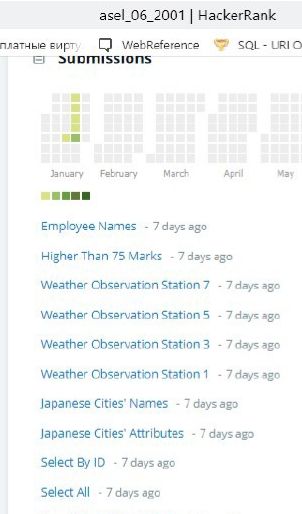 asel_06_2001 | HackerRank
платные вирту WebReference SQL - URI O
Submissions
January February March April May
Employee Names - 7 days ago
Higher Than 75 Marks - 7 days ago
Weather Observation Station 7 - 7 days ago
Weather Observation Station 5 - 7 days ago
Weather Observation Station 3 - 7 days ago
Weather Observation Station 1 - 7 days ago
Japanese Cities' Names - 7 days ago
Japanese Cities' Attributes - 7 days ago
Select By ID - 7 days ago
Select All - 7 days ago